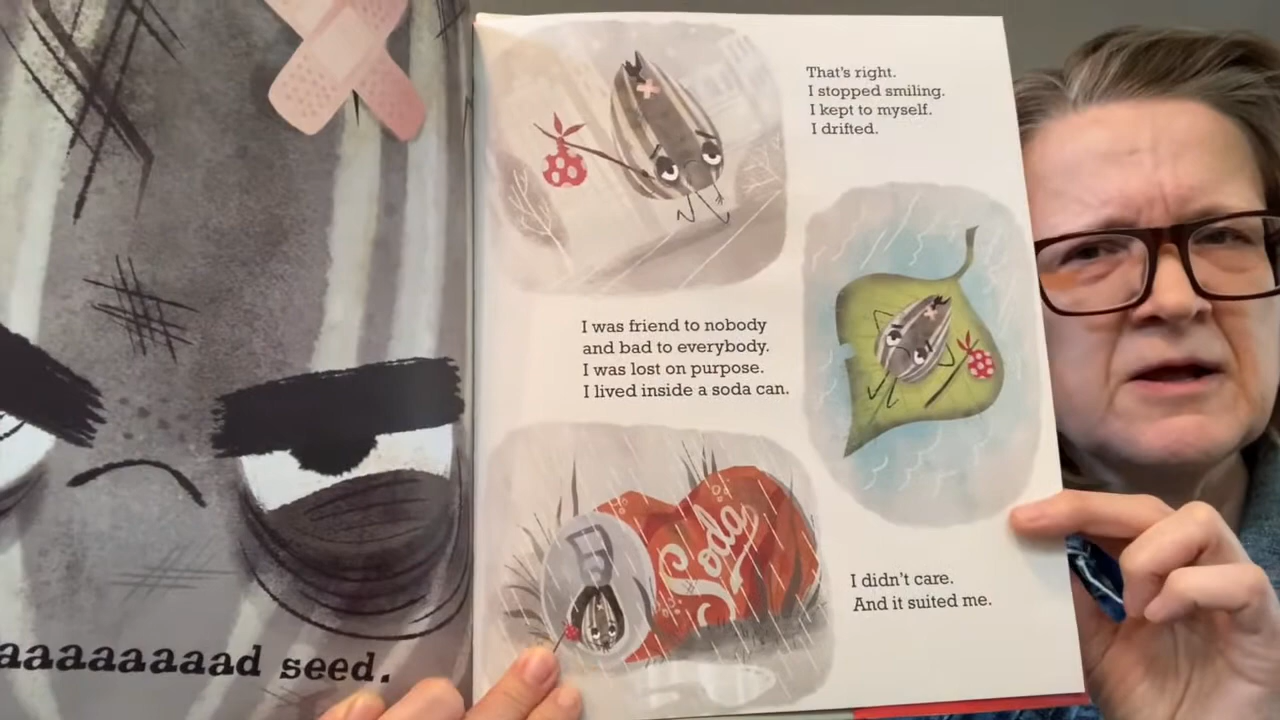 aaaaaaaaad seed.
That's right.
I stopped smiling.
I kept to myself.
I drifted.
I was friend to nobody
and bad to everybody.
I was lost on purpose.
I lived inside a soda can.
Soda
I didn't care.
And it suited me.